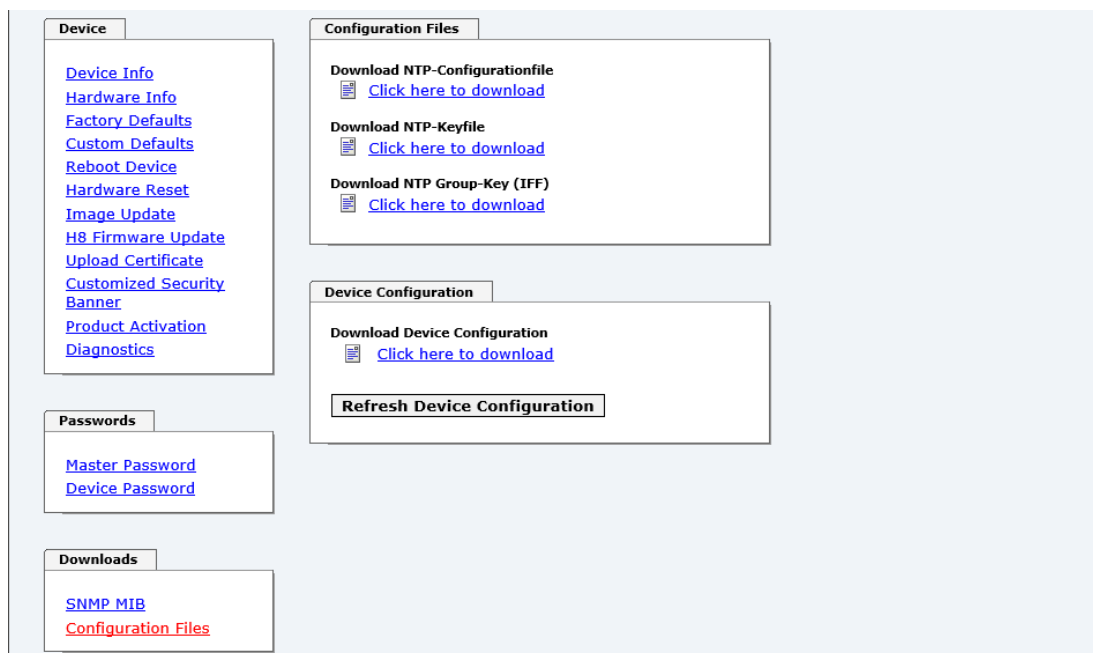 Device
Device Info
Hardware Info
Factory Defaults
Custom Defaults
Reboot Device
Hardware Reset
Image Update
H8 Firmware Update
Upload Certificate
Customized Security
Banner
Product Activation
Diagnostics
Passwords
Master Password
Device Password
Downloads
SNMP MIB
Configuration Files
Configuration Files
Download NTP-Configurationfile
Click here to download
Download NTP-Keyfile
Click here to download
Download NTP Group-Key (IFF)
Click here to download
Device Configuration
Download Device Configuration
Click here to download
Refresh Device Configuration